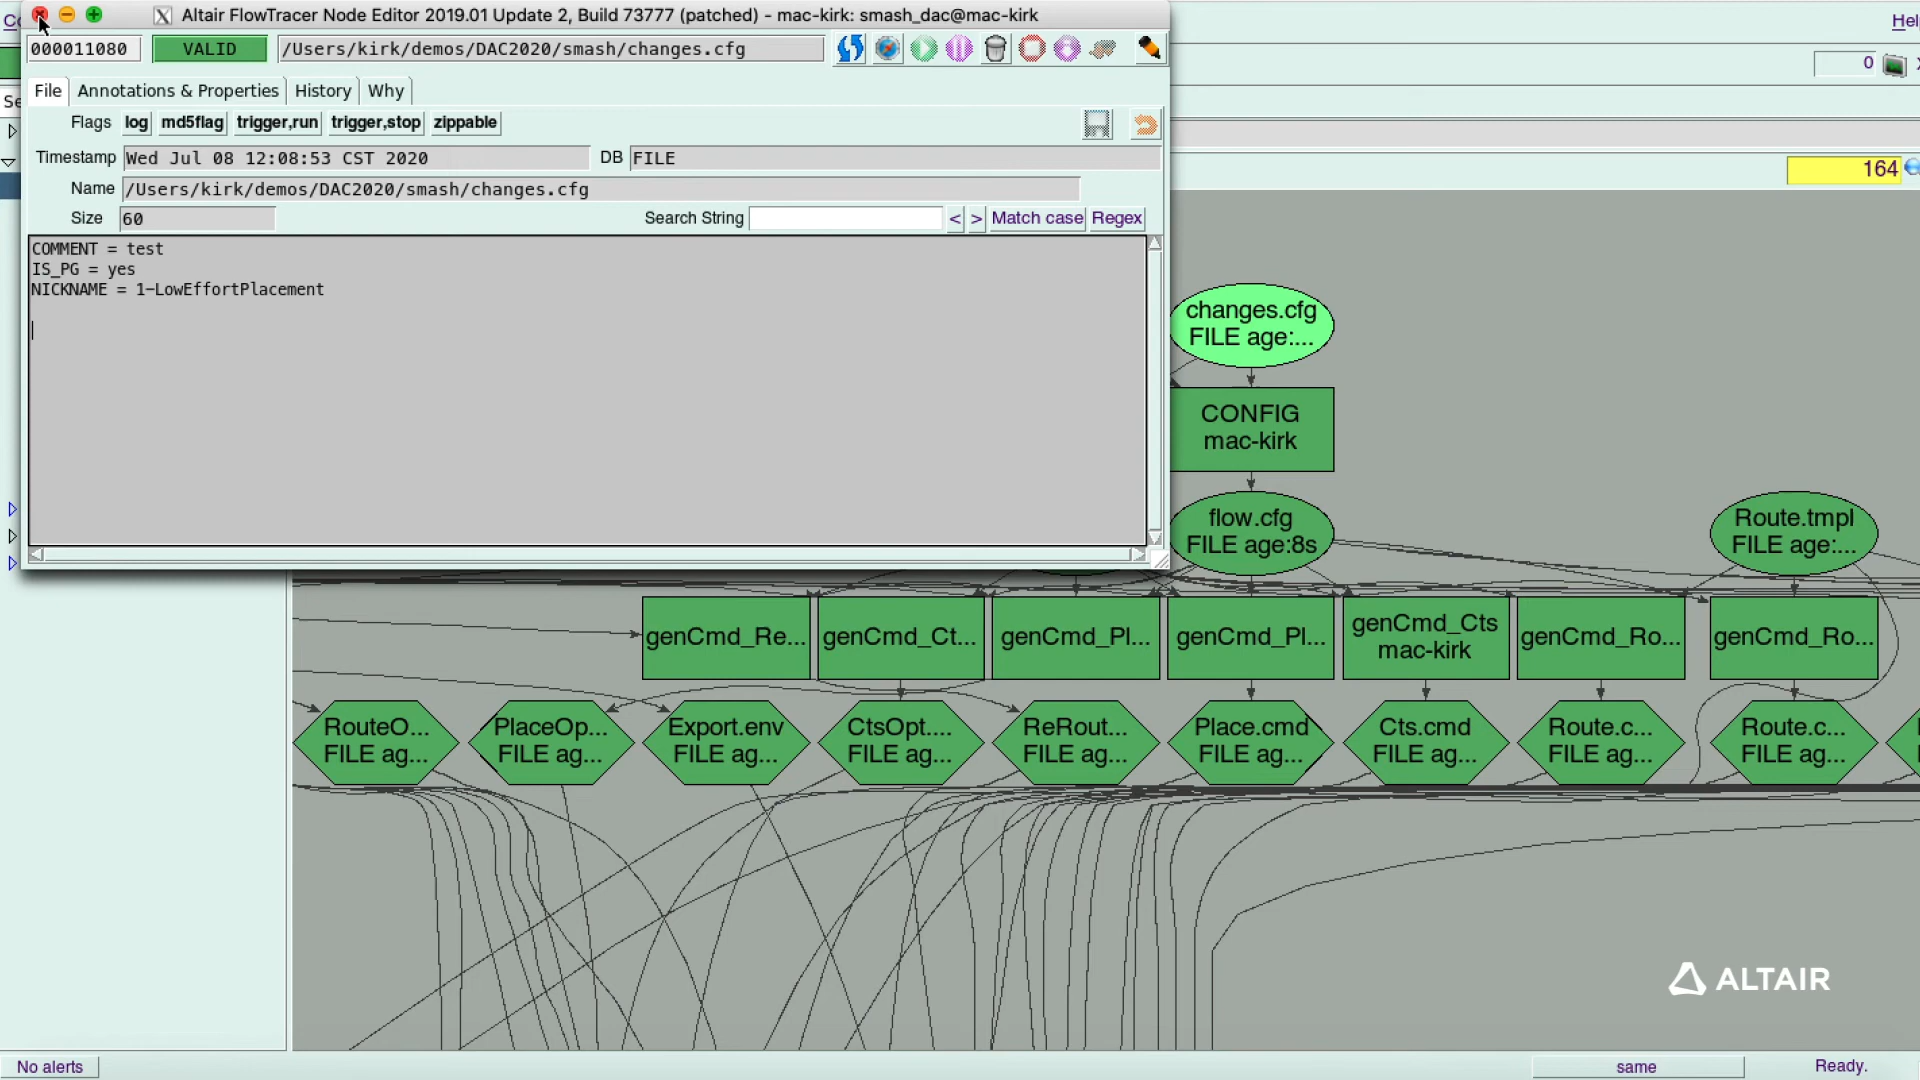 Altair FlowTracer Node Editor 2019.01 Update 2, Build 73777 (patched) - mac-kirk: smash_dac@mac-kirk
000011080 VALID /Users/kirk/demos/DAC2020/smash/changes.cfg
File Annotations & Properties History Why
Flags log md5flag trigger,run trigger,stop zippable
Timestamp Wed Jul 08 12:08:53 CST 2020 DB FILE
Name /Users/kirk/demos/DAC2020/smash/changes.cfg
Size 60 Search String < > Match case Regex
COMMENT = test
IS_PG = yes
NICKNAME = 1-LowEffortPlacement
0
164
changes.cfg
FILE age:...
CONFIG
mac-kirk
flow.cfg
FILE age:8s
Route.tmpl
FILE age:...
genCmd_Re... genCmd_Ct... genCmd_Pl... genCmd_Pl... genCmd_Cts
mac-kirk
genCmd_Ro... genCmd_Ro...
RouteO... PlaceOp... Export.env CtsOpt.... ReRout... Place.cmd Cts.cmd Route.c... Route.c...
FILE ag... FILE ag... FILE ag... FILE ag... FILE ag... FILE ag... FILE ag... FILE ag... FILE ag...
ALTAIR
No alerts same Ready.